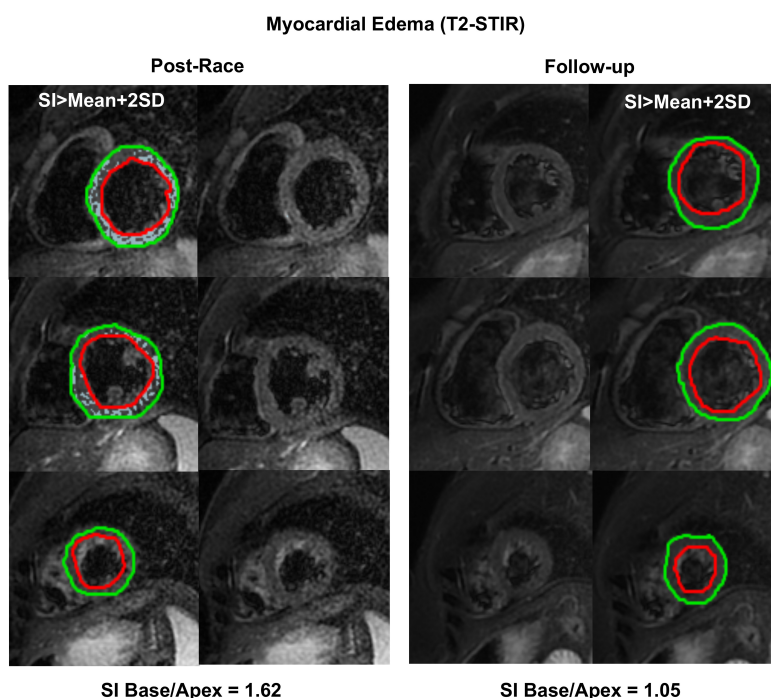 Myocardial Edema (T2-STIR)
Post-Race
Follow-up
SI>Mean+2SD
SI>Mean+2SD
SI Base/Apex = 1.62
SI Base/Apex = 1.05